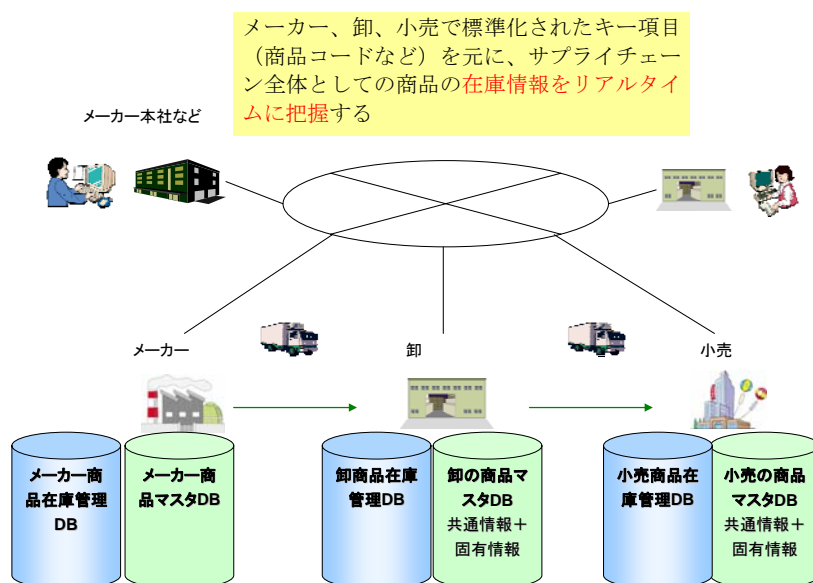 メーカー、卸、小売で標準化されたキー項目
（商品コードなど）を元に、サプライチェー
ン全体としての商品の在庫情報をリアルタイ
ムに把握する
メーカー本社など
メーカー
卸
小売
メーカー商
品在庫管理
DB
メーカー商
品マスタDB
卸商品在庫
管理DB
卸の商品マ
スタDB
共通情報＋
固有情報
小売商品在
庫管理DB
小売の商品
マスタDB
共通情報＋
固有情報